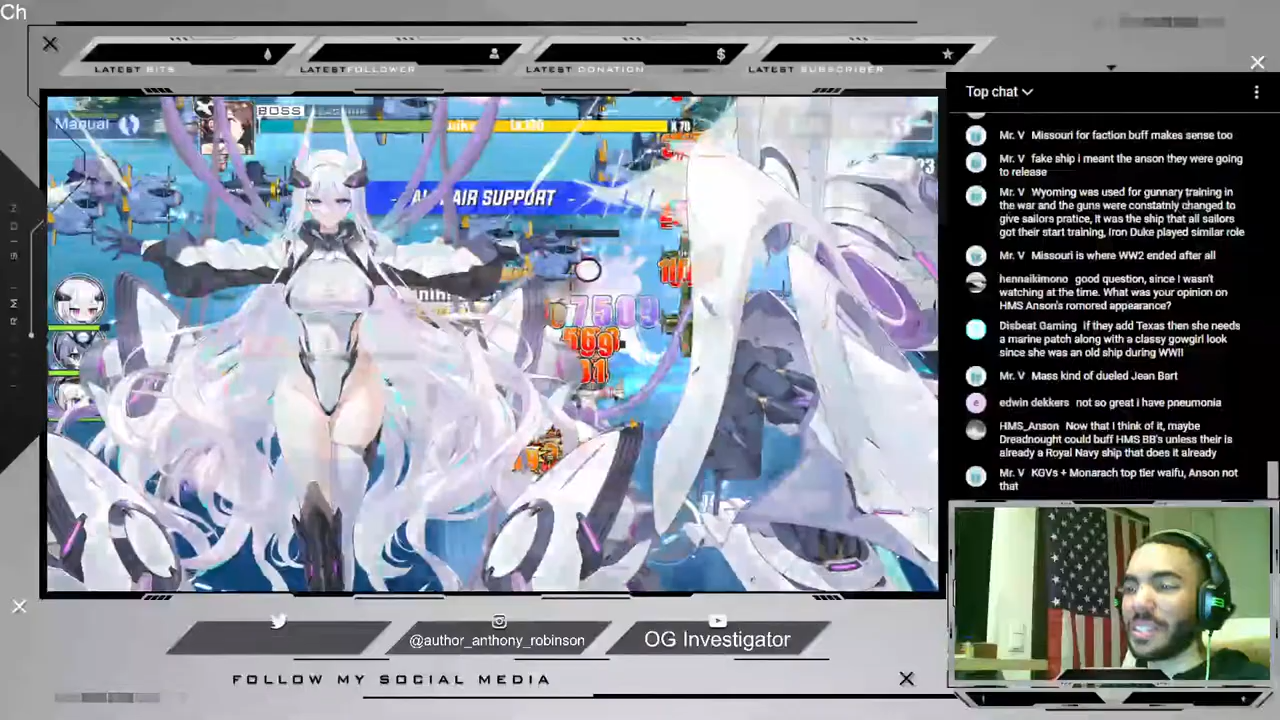 Ch
LATEST BITS
LATEST FOLLOWER
LATEST DONATION
LATEST SUBSCRIBER
Manual
BOSS
AIR SUPPORT
7509
169
Top chat
Mr. V Missouri for faction buff makes sense too
Mr. V fake ship i meant the anson they were going
to release
Mr. V Wyoming was used for gunnary training in
the war and the guns were constatnly changed to
give sailors pratice, it was the ship that all sailors
got their start training, Iron Duke played similar role
Mr. V Missouri is where WW2 ended after all
hennaikimono good question, since I wasn't
watching at the time. What was your opinion on
HMS Anson's romored appearance?
Disbeat Gaming If they add Texas then she needs
a marine patch along with a classy gowgirl look
since she was an old ship during WWII
Mr. V Mass kind of dueled Jean Bart
edwin dekkers not so great i have pneumonia
HMS_Anson Now that I think of it, maybe
Dreadnought could buff HMS BB's unless their is
already a Royal Navy ship that does it already
Mr. V KGVs + Monarach top tier waifu, Anson not
that
@author_anthony_robinson
OG Investigator
FOLLOW MY SOCIAL MEDIA